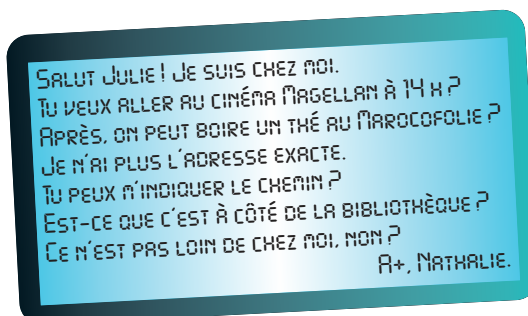 Salut Julie ! Je suis chez moi.
Tu veux aller au cinéma Magellan à 14 h ?
Après, on peut boire un thé au Marocofolie ?
Je n'ai plus l'adresse exacte.
Tu peux m'indiquer le chemin ?
Est-ce que c'est à côté de la bibliothèque ?
Ce n'est pas loin de chez moi, non ?
A+, Nathalie.